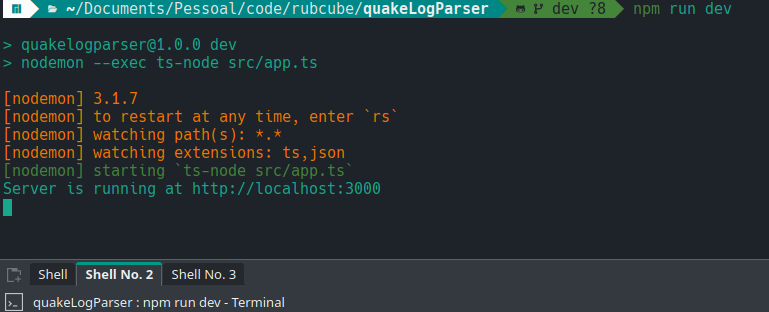 ~/Documents/Pessoal/code/rubcube/quakeLogParser dev ?8 npm run dev
> quakelogparser@1.0.0 dev
> nodemon --exec ts-node src/app.ts
[nodemon] 3.1.7
[nodemon] to restart at any time, enter `rs`
[nodemon] watching path(s): *.*
[nodemon] watching extensions: ts,json
[nodemon] starting `ts-node src/app.ts`
Server is running at http://localhost:3000
Shell Shell No. 2 Shell No. 3
quakeLogParser : npm run dev - Terminal